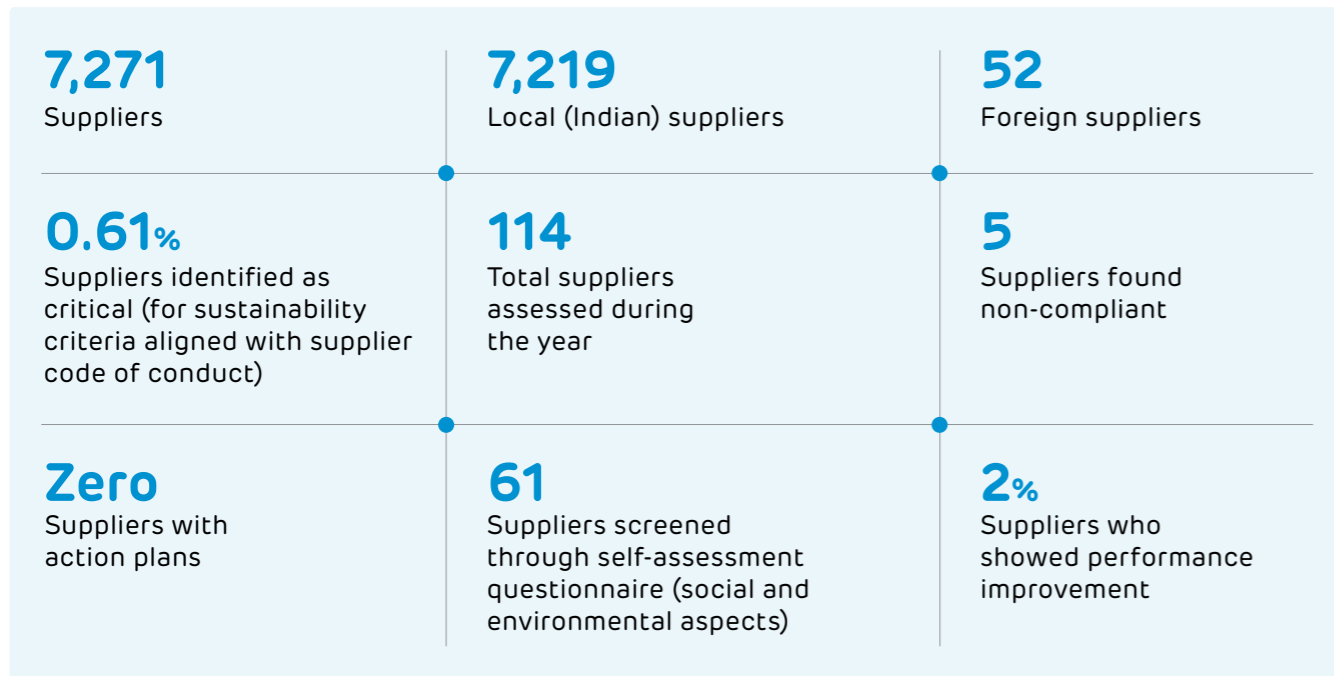 7,271
Suppliers
7,219
Local (Indian) suppliers
52
Foreign suppliers
0.61%
Suppliers identified as
critical (for sustainability
criteria aligned with supplier
code of conduct)
114
Total suppliers
assessed during
the year
5
Suppliers found
non-compliant
Zero
Suppliers with
action plans
61
Suppliers screened
through self-assessment
questionnaire (social and
environmental aspects)
2%
Suppliers who
showed performance
improvement